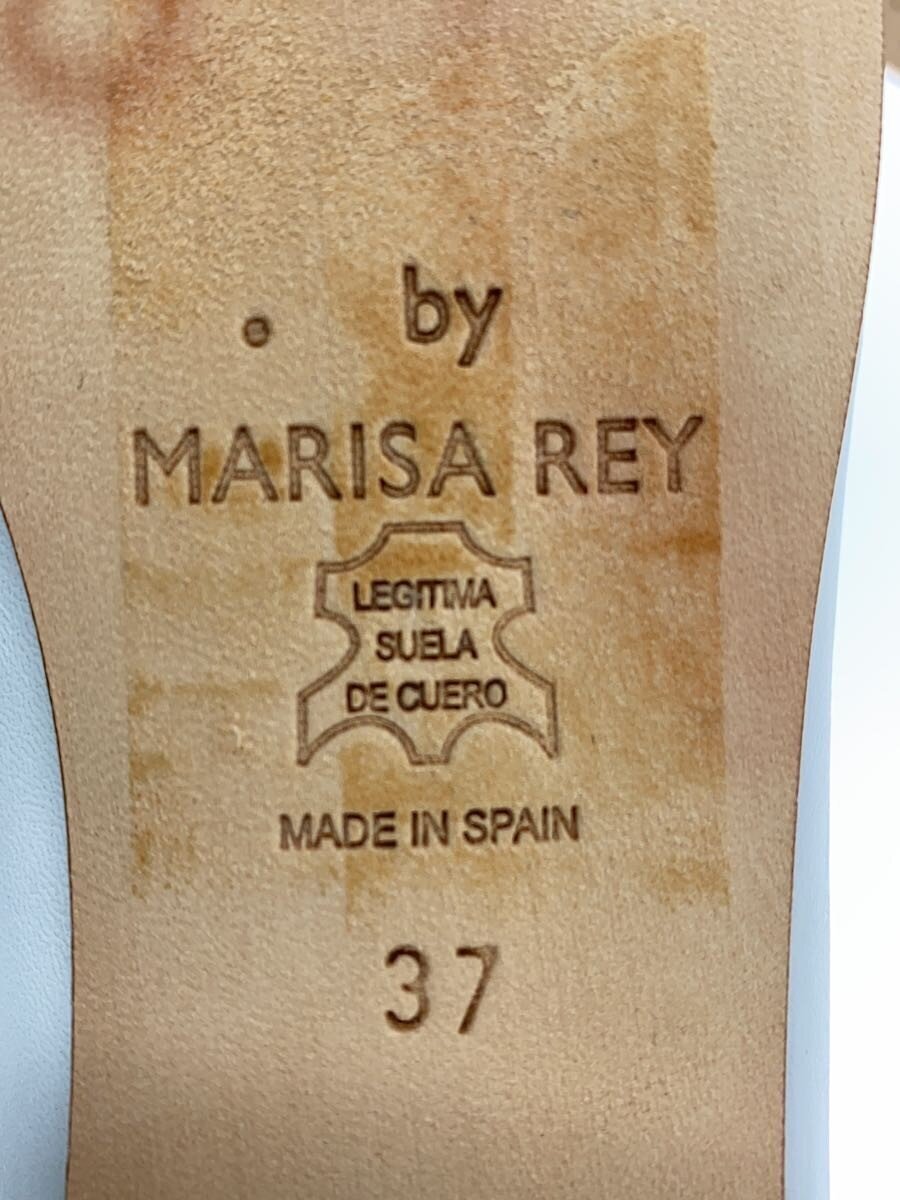 by
MARISA REY
LEGITIMA
SUELA
DE CUERO
MADE IN SPAIN
37